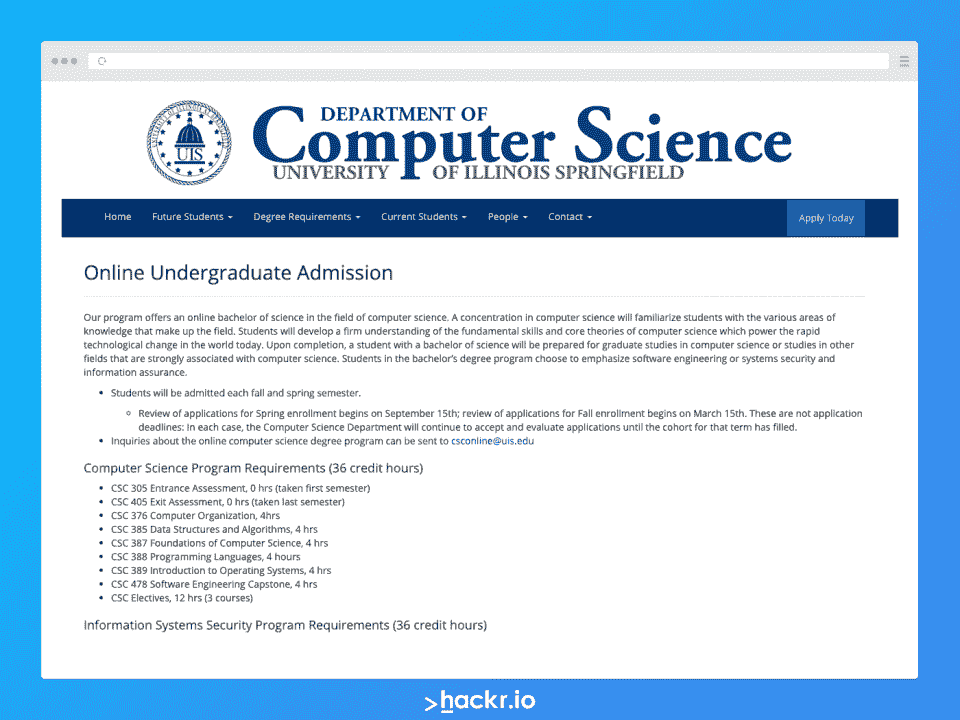 DEPARTMENT OF
Computer Science
UNIVERSITY OF ILLINOIS SPRINGFIELD
UIS
Home Future Students Degree Requirements Current Students People Contact Apply Today
Online Undergraduate Admission
Our program offers an online bachelor of science in the field of computer science. A concentration in computer science will familiarize students with the various areas of
knowledge that make up the field. Students will develop a firm understanding of the fundamental skills and core theories of computer science which power the rapid
technological change in the world today. Upon completion, a student with a bachelor of science will be prepared for graduate studies in computer science or studies in other
fields that are strongly associated with computer science. Students in the bachelor's degree program choose to emphasize software engineering or systems security and
information assurance.
• Students will be admitted each fall and spring semester.
◦ Review of applications for Spring enrollment begins on September 15th; review of applications for Fall enrollment begins on March 15th. These are not application
deadlines: In each case, the Computer Science Department will continue to accept and evaluate applications until the cohort for that term has filled.
• Inquiries about the online computer science degree program can be sent to csconline@uis.edu
Computer Science Program Requirements (36 credit hours)
• CSC 305 Entrance Assessment, 0 hrs (taken first semester)
• CSC 405 Exit Assessment, 0 hrs (taken last semester)
• CSC 376 Computer Organization, 4hrs
• CSC 385 Data Structures and Algorithms, 4 hrs
• CSC 387 Foundations of Computer Science, 4 hrs
• CSC 388 Programming Languages, 4 hours
• CSC 389 Introduction to Operating Systems, 4 hrs
• CSC 478 Software Engineering Capstone, 4 hrs
• CSC Electives, 12 hrs (3 courses)
Information Systems Security Program Requirements (36 credit hours)
>hackr.io